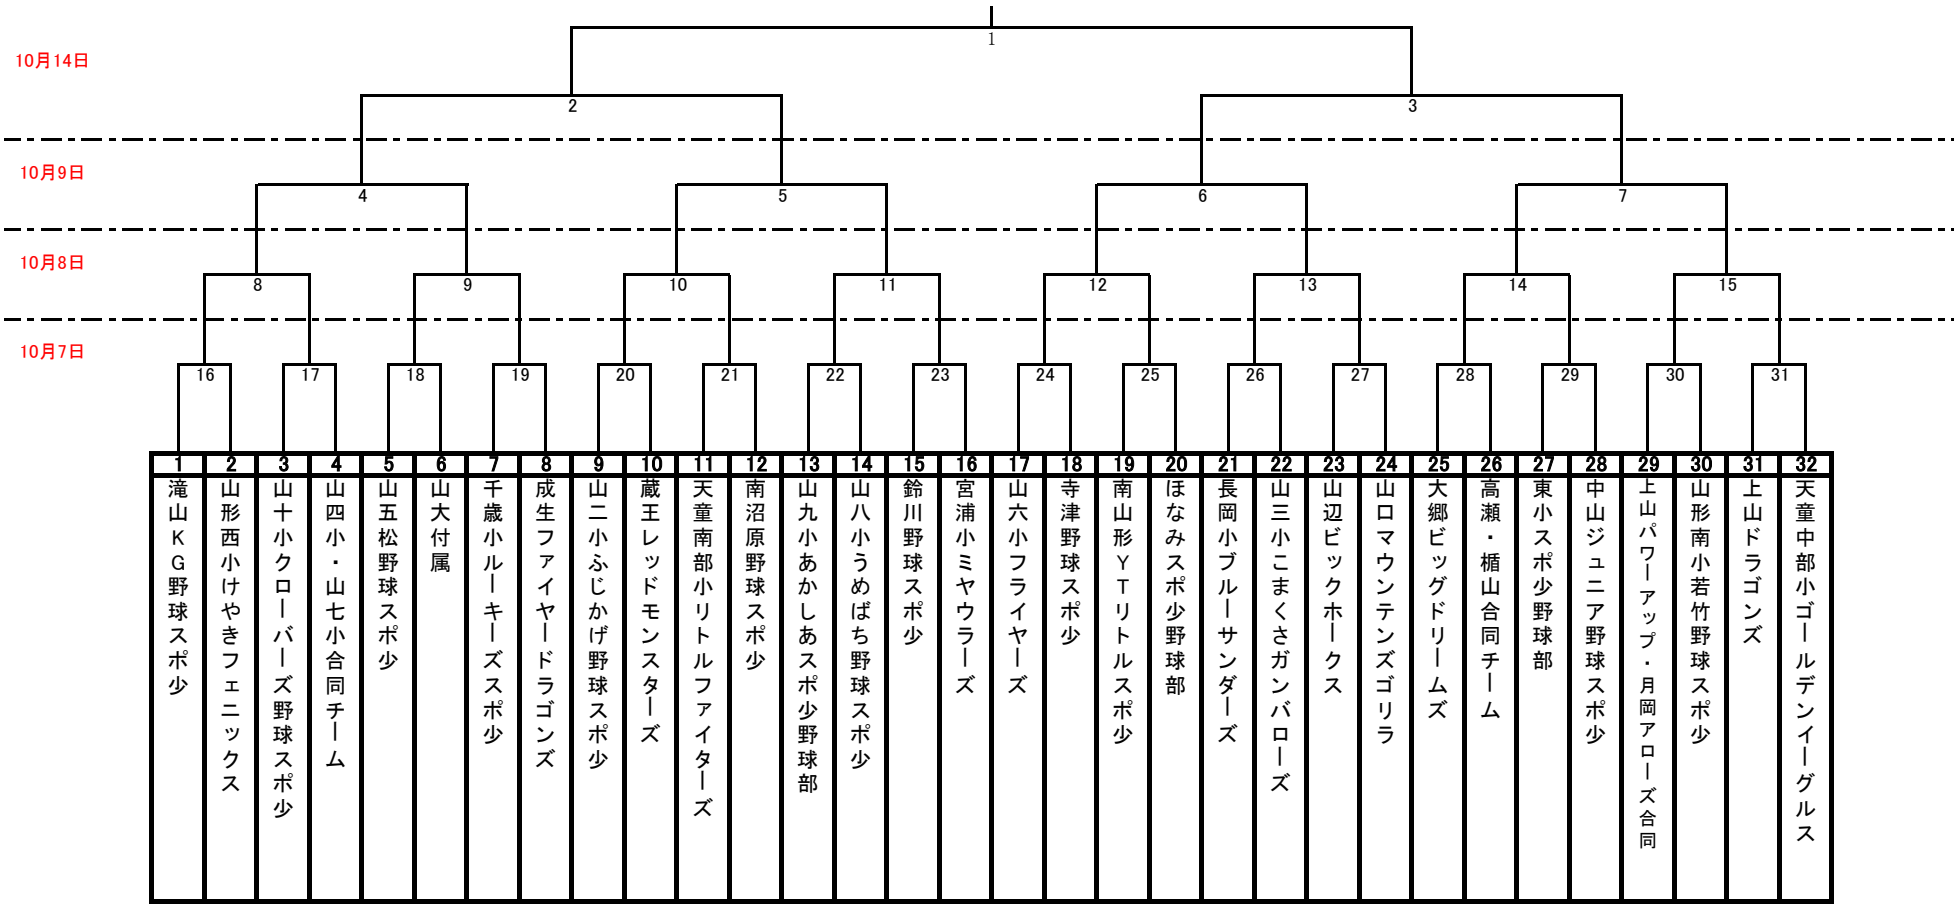 1
10月14日
2
3
10月9日
4
5
6
7
10月8日
8
9
10
11
12
13
14
15
10月7日
16
17
18
19
20
21
22
23
24
25
26
27
28
29
30
31
1
2
3
4
5
6
7
8
9
10
11
12
13
14
15
16
17
18
19
20
21
22
23
24
25
26
27
28
29
30
31
32
滝山KG野球スポ少
山形西小けやきフェニックス
山十小クローバーズ野球スポ少
山四小・山七小合同チーム
山五松野球スポ少
山大付属
千歳小ルーキーズスポ少
成生ファイヤードラゴンズ
山二小ふじかげ野球スポ少
蔵王レッドモンスターズ
天童南部小リトルファイターズ
南沼原野球スポ少
山九小あかしあスポ少野球部
山八小うめばち野球スポ少
鈴川野球スポ少
宮浦小ミヤウラーズ
山六小フライヤーズ
寺津野球スポ少
南山形YTリトルスポ少
ほなみスポ少野球部
長岡小ブルーサンダーズ
山三小こまくさガンバローズ
山辺ビックホークス
山口マウンテンズゴリラ
大郷ビッグドリームズ
高瀬・楯山合同チーム
東小スポ少野球部
中山ジュニア野球スポ少
上山パワーアップ・月岡アローズ合同
山形南小若竹野球スポ少
上山ドラゴンズ
天童中部小ゴールデンイーグルス